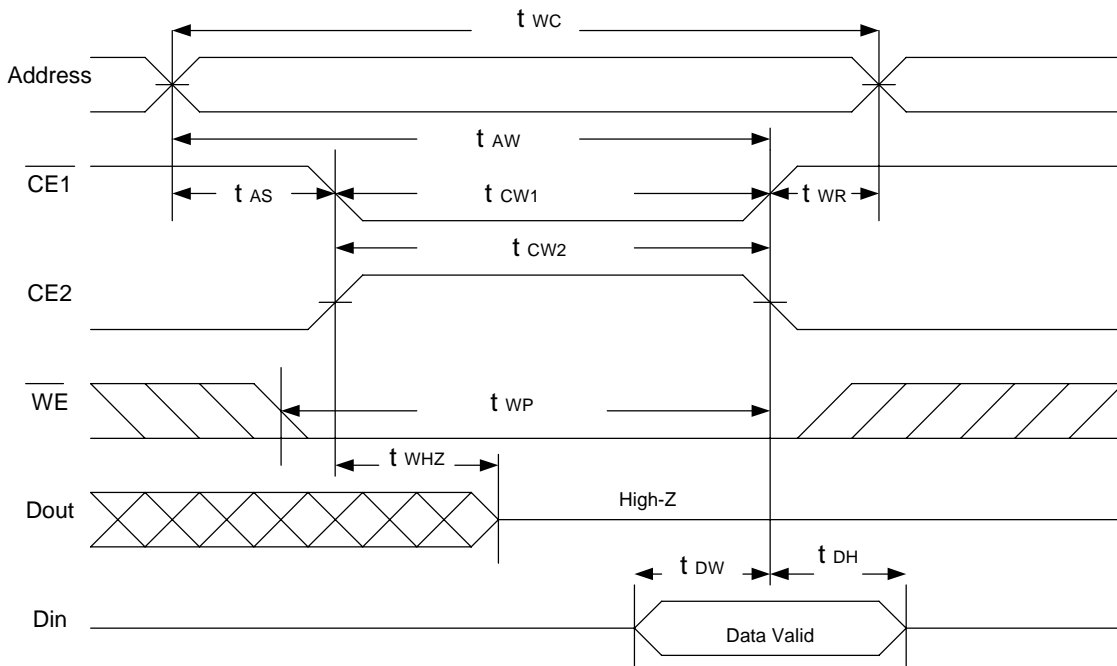 t WC
Address
t AW
CE1
t AS
t CW1
t WR
t CW2
CE2
WE
t WP
t WHZ
Dout
High-Z
t DW
t DH
Din
Data Valid